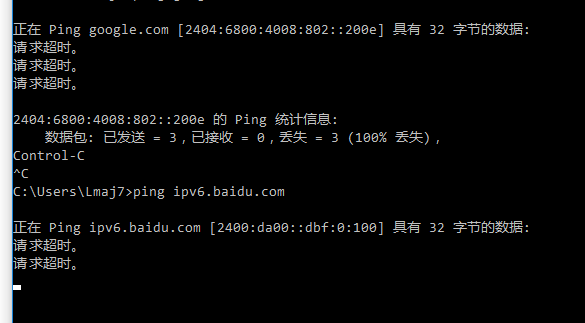 正在 Ping google.com [2404:6800:4008:802::200e] 具有 32 字节的数据:
请求超时。
请求超时。
请求超时。
2404:6800:4008:802::200e 的 Ping 统计信息:
数据包: 已发送 = 3，已接收 = 0，丢失 = 3 (100% 丢失)，
Control-C
^C
C:\Users\Lmaj7>ping ipv6.baidu.com
正在 Ping ipv6.baidu.com [2400:da00::dbf:0:100] 具有 32 字节的数据:
请求超时。
请求超时。